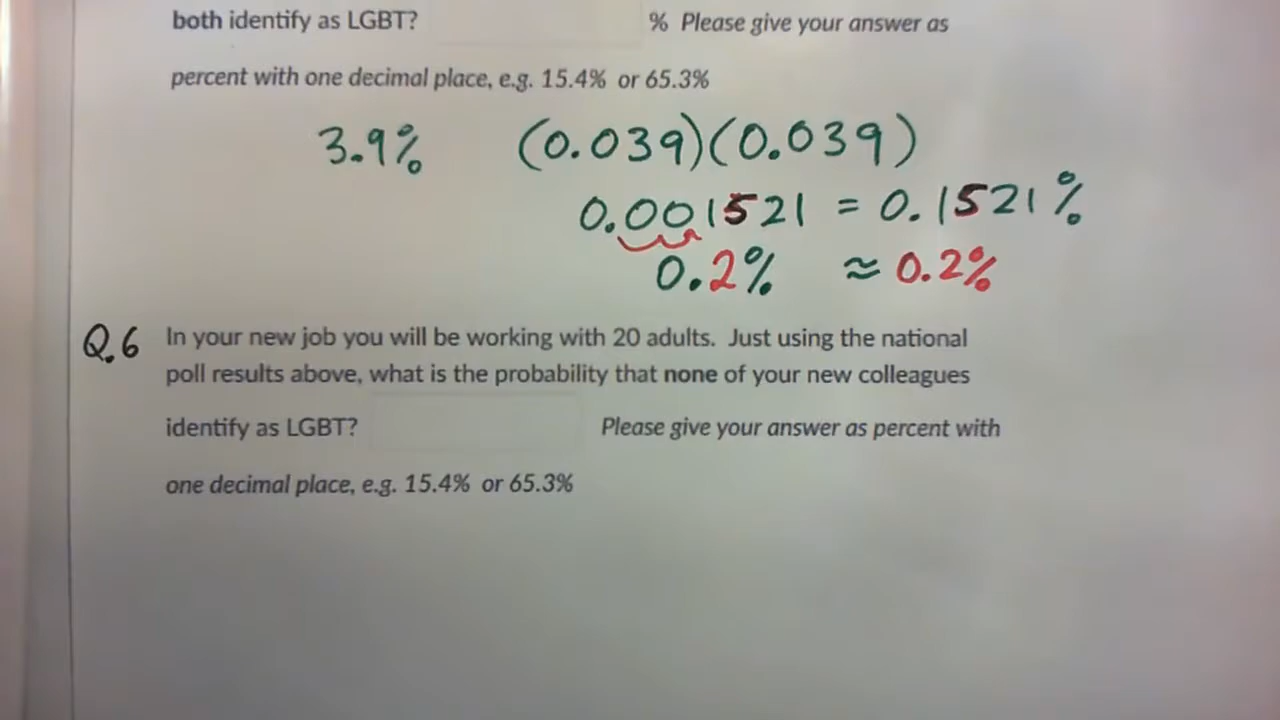 both identify as LGBT? % Please give your answer as
percent with one decimal place, e.g. 15.4% or 65.3%
3.9% (0.039)(0.039)
0.001521 = 0.1521%
0.2% ≈ 0.2%
Q.6 In your new job you will be working with 20 adults. Just using the national
poll results above, what is the probability that none of your new colleagues
identify as LGBT? Please give your answer as percent with
one decimal place, e.g. 15.4% or 65.3%